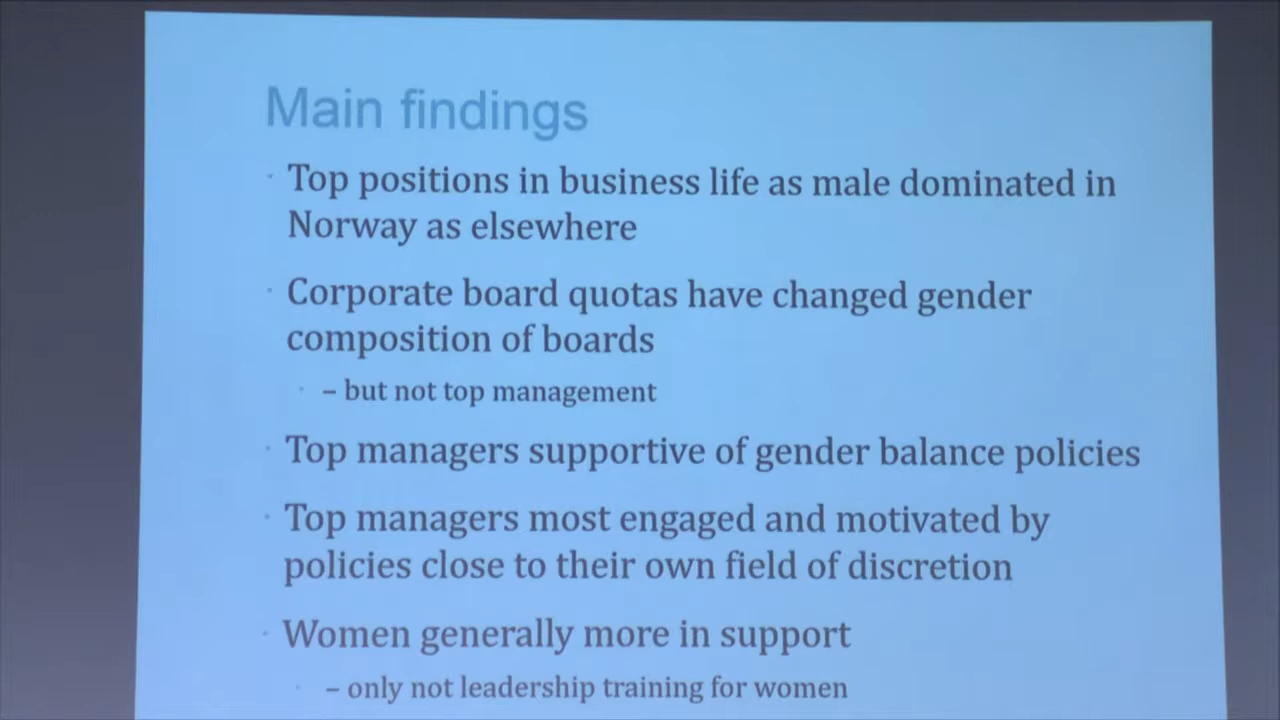 Main findings
Top positions in business life as male dominated in
Norway as elsewhere
Corporate board quotas have changed gender
composition of boards
– but not top management
Top managers supportive of gender balance policies
Top managers most engaged and motivated by
policies close to their own field of discretion
Women generally more in support
– only not leadership training for women